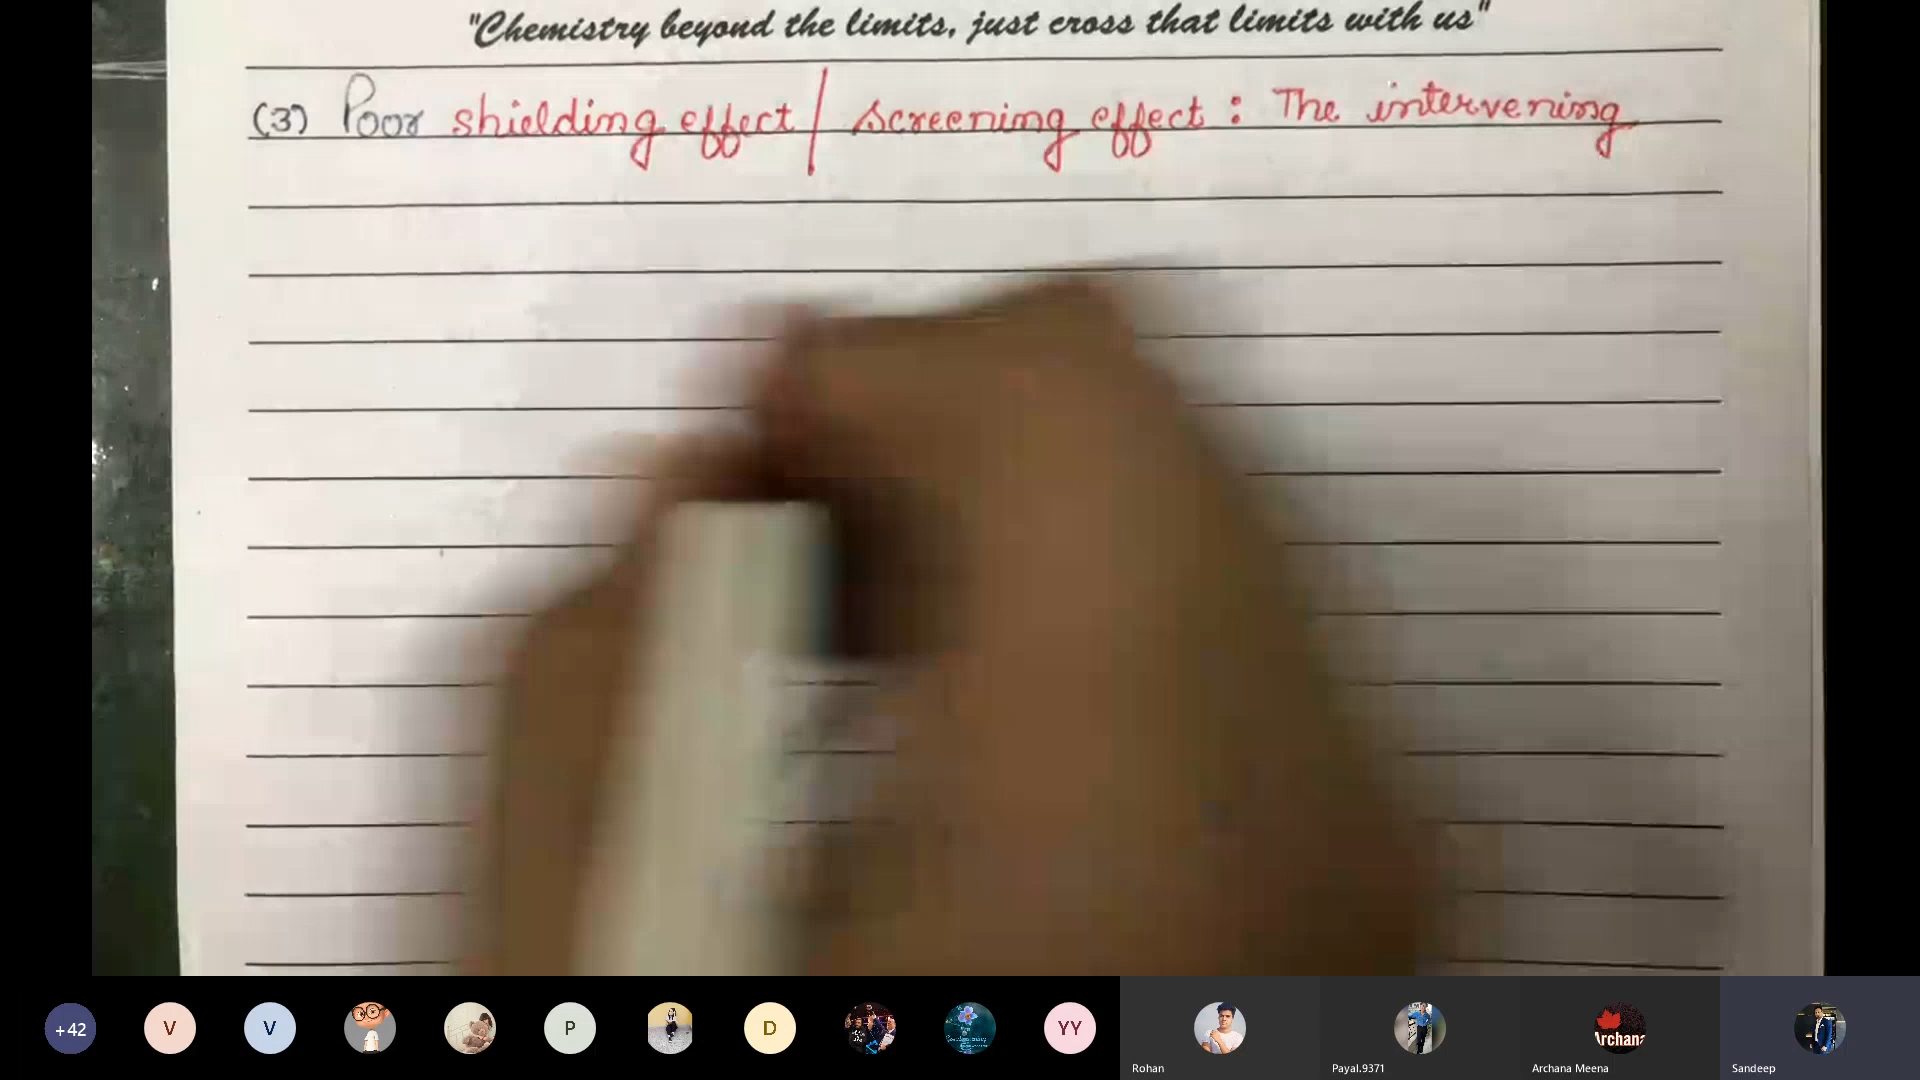 "Chemistry beyond the limits, just cross that limits with us"
(3) Poor shielding effect / screening effect : The intervening
+42
V
V
P
D
YY
Rohan
Payal.9371
Archana Meena
Sandeep